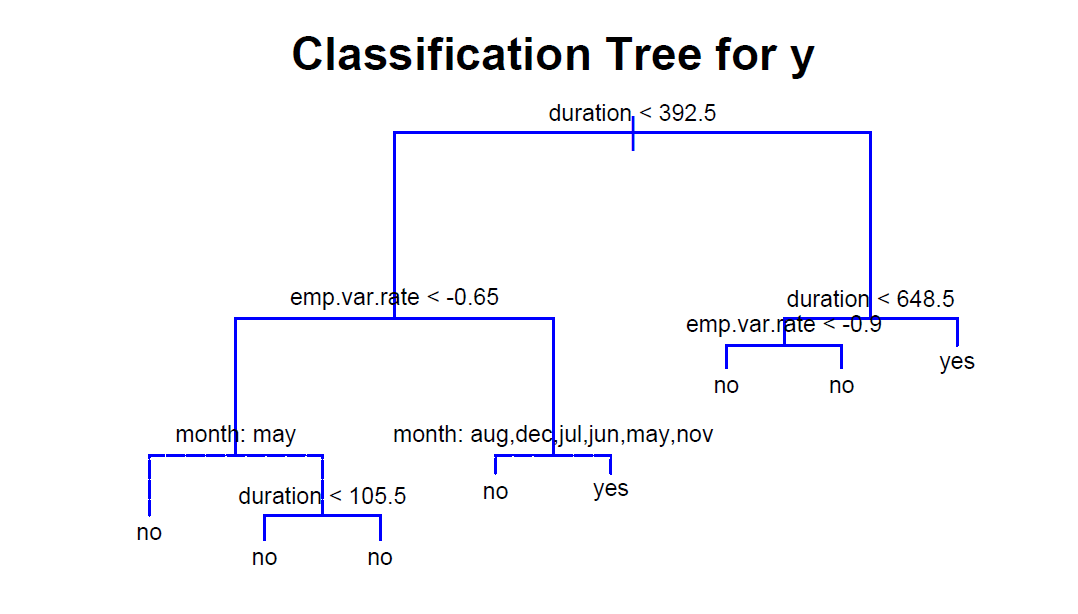 Classification Tree for y
duration < 392.5
emp.var.rate < -0.65
duration < 648.5
emp.var.rate < -0.9
yes
no
no
month: may
month: aug,dec,jul,jun,may,nov
no
yes
duration < 105.5
no
no
no